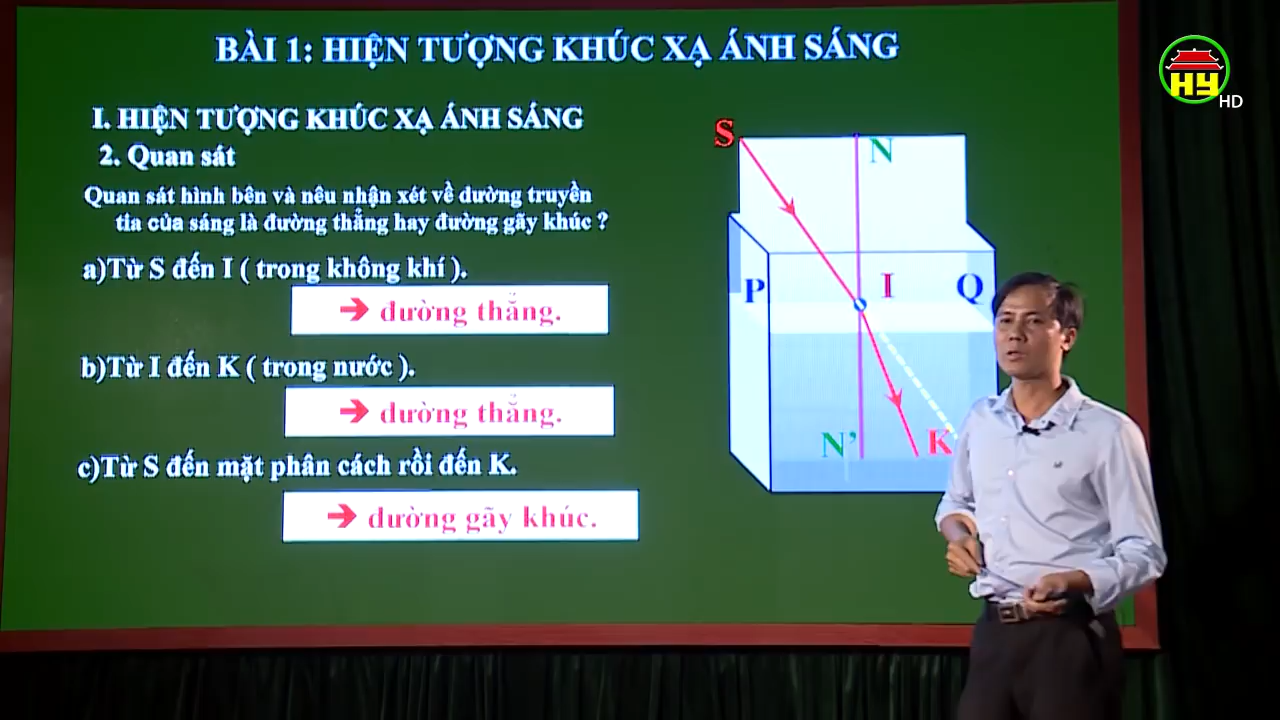 BÀI 1: HIỆN TƯỢNG KHÚC XẠ ÁNH SÁNG
I. HIỆN TƯỢNG KHÚC XẠ ÁNH SÁNG
2. Quan sát
Quan sát hình bên và nêu nhận xét về đường truyền
tia của sáng là đường thẳng hay đường gãy khúc ?
a)Từ S đến I ( trong không khí ).
➔ đường thẳng.
b)Từ I đến K ( trong nước ).
➔ đường thẳng.
c)Từ S đến mặt phân cách rồi đến K.
➔ đường gãy khúc.
S
N
I
P
Q
N'
K
HY
HD